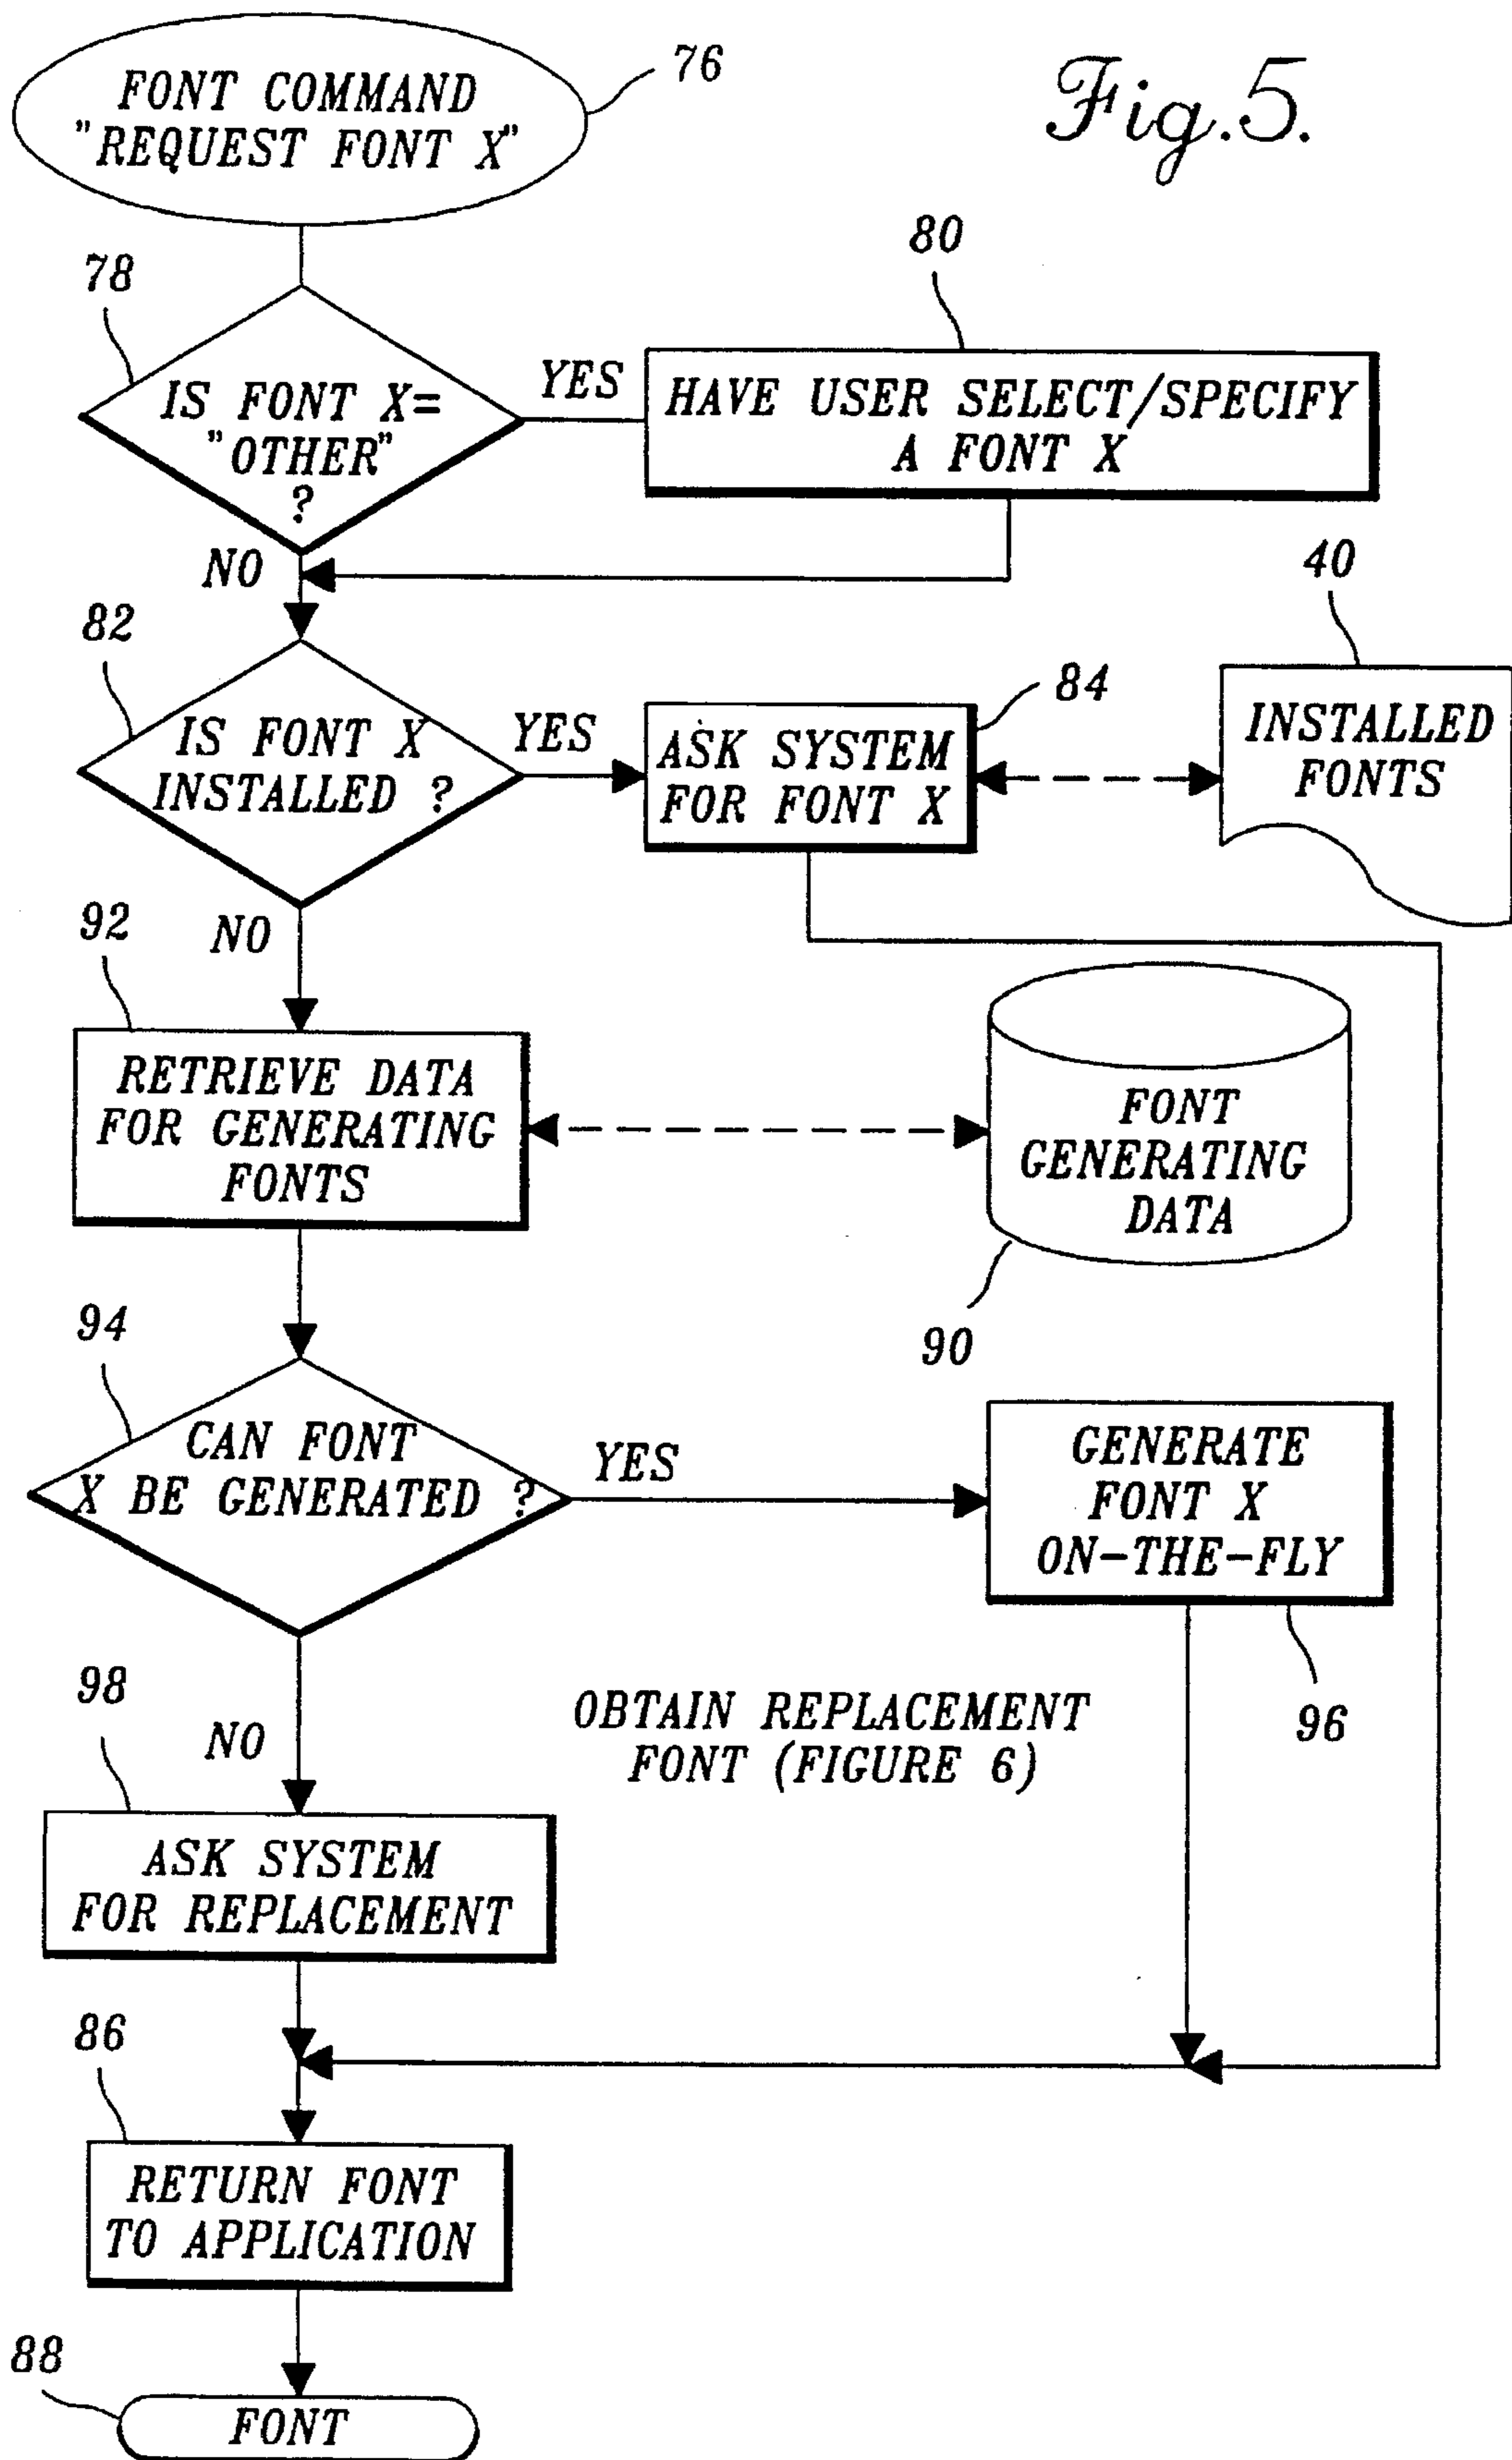 Fig. 5.
76
FONT COMMAND
"REQUEST FONT X"
78
IS FONT X=
"OTHER"
?
YES
80
HAVE USER SELECT/SPECIFY
A FONT X
NO
82
IS FONT X
INSTALLED ?
YES
84
ASK SYSTEM
FOR FONT X
40
INSTALLED
FONTS
NO
92
RETRIEVE DATA
FOR GENERATING
FONTS
FONT
GENERATING
DATA
90
94
CAN FONT
X BE GENERATED ?
YES
GENERATE
FONT X
ON-THE-FLY
96
98
NO
OBTAIN REPLACEMENT
FONT (FIGURE 6)
ASK SYSTEM
FOR REPLACEMENT
86
RETURN FONT
TO APPLICATION
88
FONT